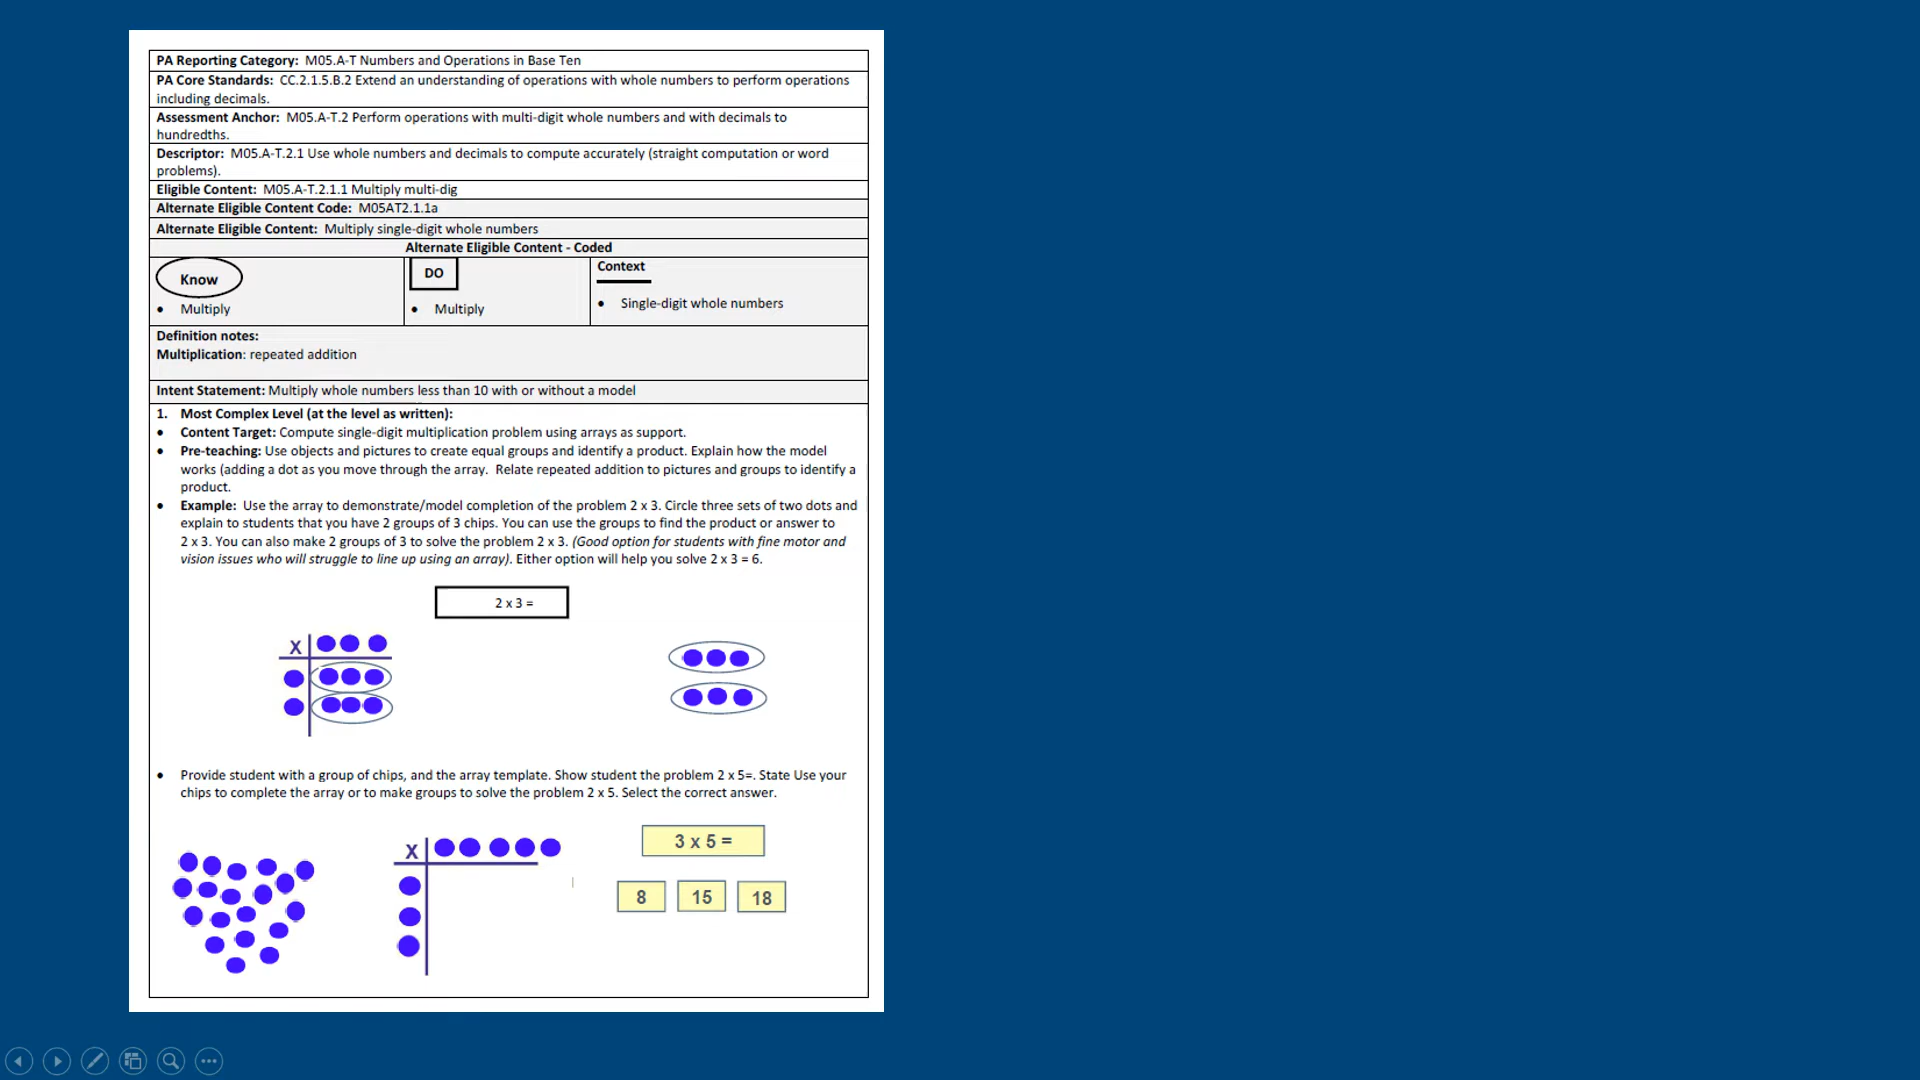 PA Reporting Category: M05.A-T Numbers and Operations in Base Ten
PA Core Standards: CC.2.1.5.B.2 Extend an understanding of operations with whole numbers to perform operations
including decimals.
Assessment Anchor: M05.A-T.2 Perform operations with multi-digit whole numbers and with decimals to
hundredths.
Descriptor: M05.A-T.2.1 Use whole numbers and decimals to compute accurately (straight computation or word
problems).
Eligible Content: M05.A-T.2.1.1 Multiply multi-dig
Alternate Eligible Content Code: M05AT2.1.1a
Alternate Eligible Content: Multiply single-digit whole numbers
Alternate Eligible Content - Coded
Know
• Multiply
DO
• Multiply
Context
• Single-digit whole numbers
Definition notes:
Multiplication: repeated addition
Intent Statement: Multiply whole numbers less than 10 with or without a model
1. Most Complex Level (at the level as written):
• Content Target: Compute single-digit multiplication problem using arrays as support.
• Pre-teaching: Use objects and pictures to create equal groups and identify a product. Explain how the model
works (adding a dot as you move through the array. Relate repeated addition to pictures and groups to identify a
product.
• Example: Use the array to demonstrate/model completion of the problem 2 x 3. Circle three sets of two dots and
explain to students that you have 2 groups of 3 chips. You can use the groups to find the product or answer to
2 x 3. You can also make 2 groups of 3 to solve the problem 2 x 3. (Good option for students with fine motor and
vision issues who will struggle to line up using an array). Either option will help you solve 2 x 3 = 6.
2 x 3 =
X
• Provide student with a group of chips, and the array template. Show student the problem 2 x 5=. State Use your
chips to complete the array or to make groups to solve the problem 2 x 5. Select the correct answer.
X
3 x 5 =
8 15 18